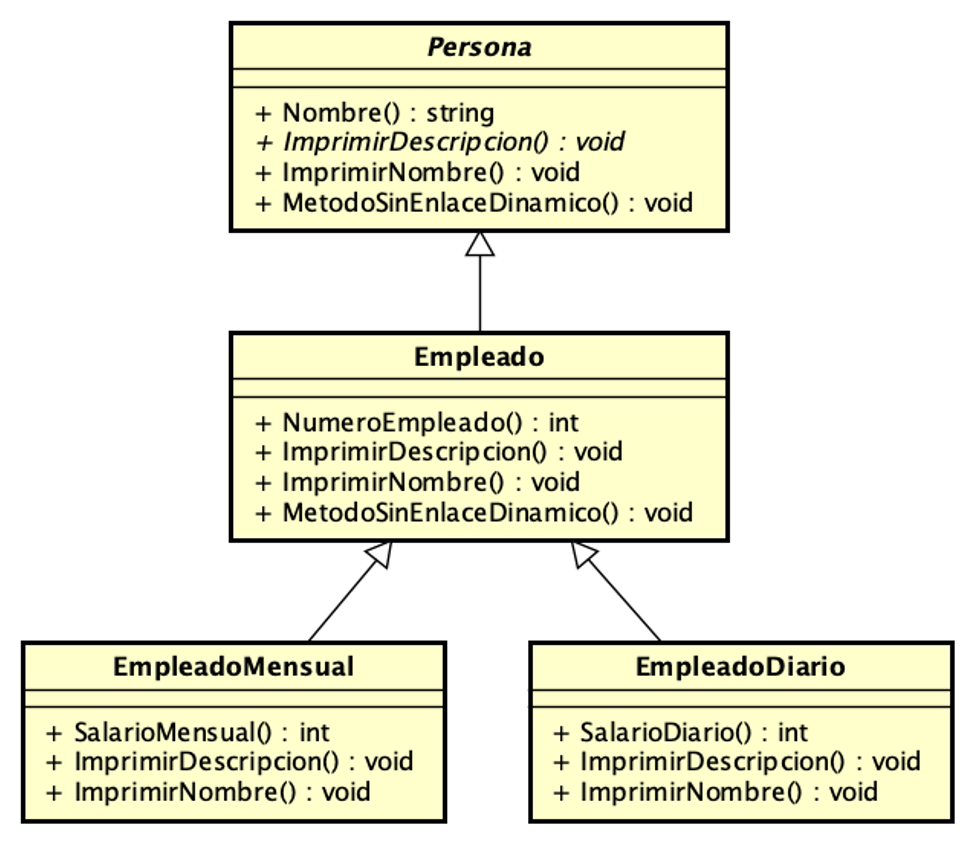 Persona
+ Nombre() : string
+ ImprimirDescripcion() : void
+ ImprimirNombre() : void
+ MetodoSinEnlaceDinamico() : void
Empleado
+ NumeroEmpleado() : int
+ ImprimirDescripcion() : void
+ ImprimirNombre() : void
+ MetodoSinEnlaceDinamico() : void
EmpleadoMensual
+ SalarioMensual() : int
+ ImprimirDescripcion() : void
+ ImprimirNombre() : void
EmpleadoDiario
+ SalarioDiario() : int
+ ImprimirDescripcion() : void
+ ImprimirNombre() : void